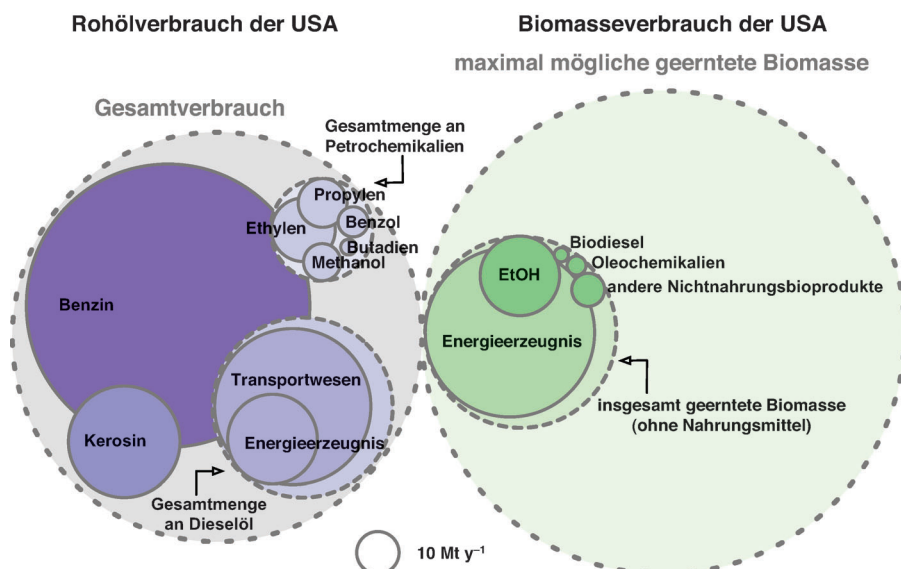 Rohölverbrauch der USA
Biomasseverbrauch der USA
maximal mögliche geerntete Biomasse
Gesamtverbrauch
Gesamtmenge an
Petrochemikalien
Propylen
Benzol
Ethylen
Butadien
Methanol
Benzin
Transportwesen
Kerosin
Energieerzeugnis
Gesamtmenge
an Dieselöl
Biodiesel
Oleochemikalien
EtOH
andere Nichtnahrungsbioprodukte
Energieerzeugnis
insgesamt geerntete Biomasse
(ohne Nahrungsmittel)
10 Mt y⁻¹